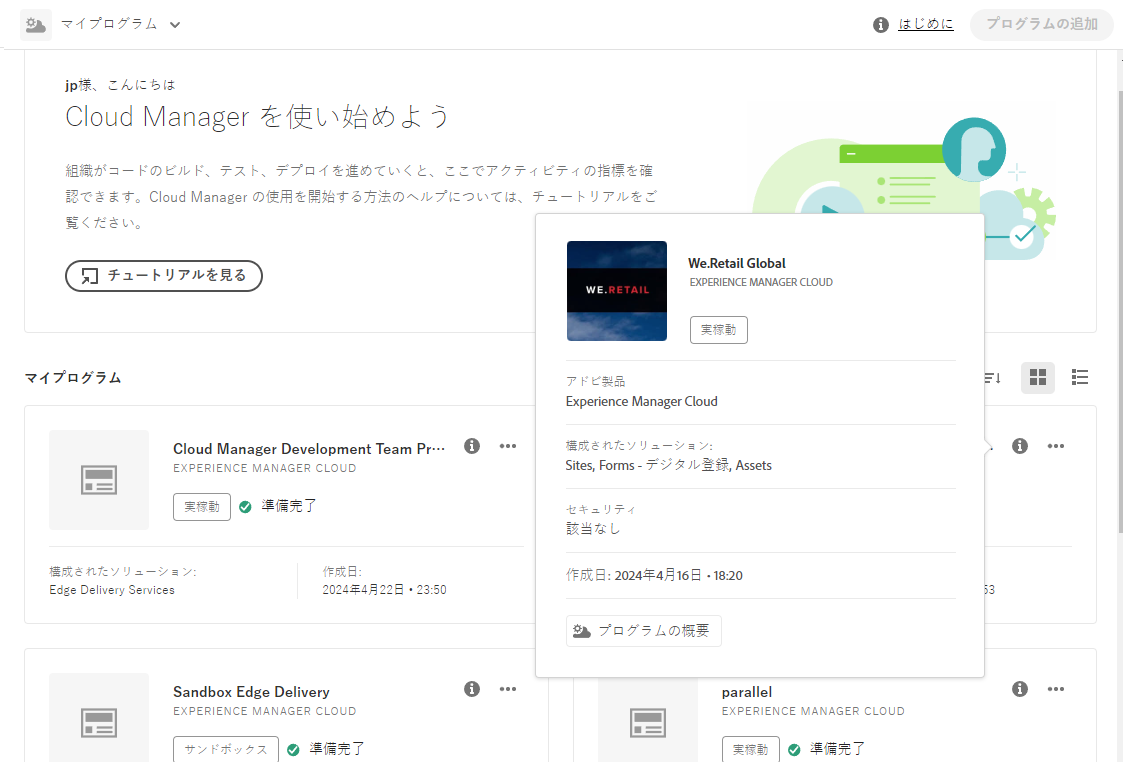 マイプログラム
はじめに
プログラムの追加
jp様、こんにちは
Cloud Manager を使い始めよう
組織がコードのビルド、テスト、デプロイを進めていくと、ここでアクティビティの指標を確
認できます。Cloud Manager の使用を開始する方法のヘルプについては、チュートリアルをご
覧ください。
チュートリアルを見る
マイプログラム
Cloud Manager Development Team Pr···
EXPERIENCE MANAGER CLOUD
実稼動
準備完了
構成されたソリューション:
Edge Delivery Services
作成日:
2024年4月22日 • 23:50
WE.RETAIL
We.Retail Global
EXPERIENCE MANAGER CLOUD
実稼動
アドビ製品
Experience Manager Cloud
構成されたソリューション:
Sites, Forms - デジタル登録, Assets
セキュリティ
該当なし
作成日: 2024年4月16日 • 18:20
プログラムの概要
53
Sandbox Edge Delivery
EXPERIENCE MANAGER CLOUD
サンドボックス
準備完了
parallel
EXPERIENCE MANAGER CLOUD
実稼動
準備完了